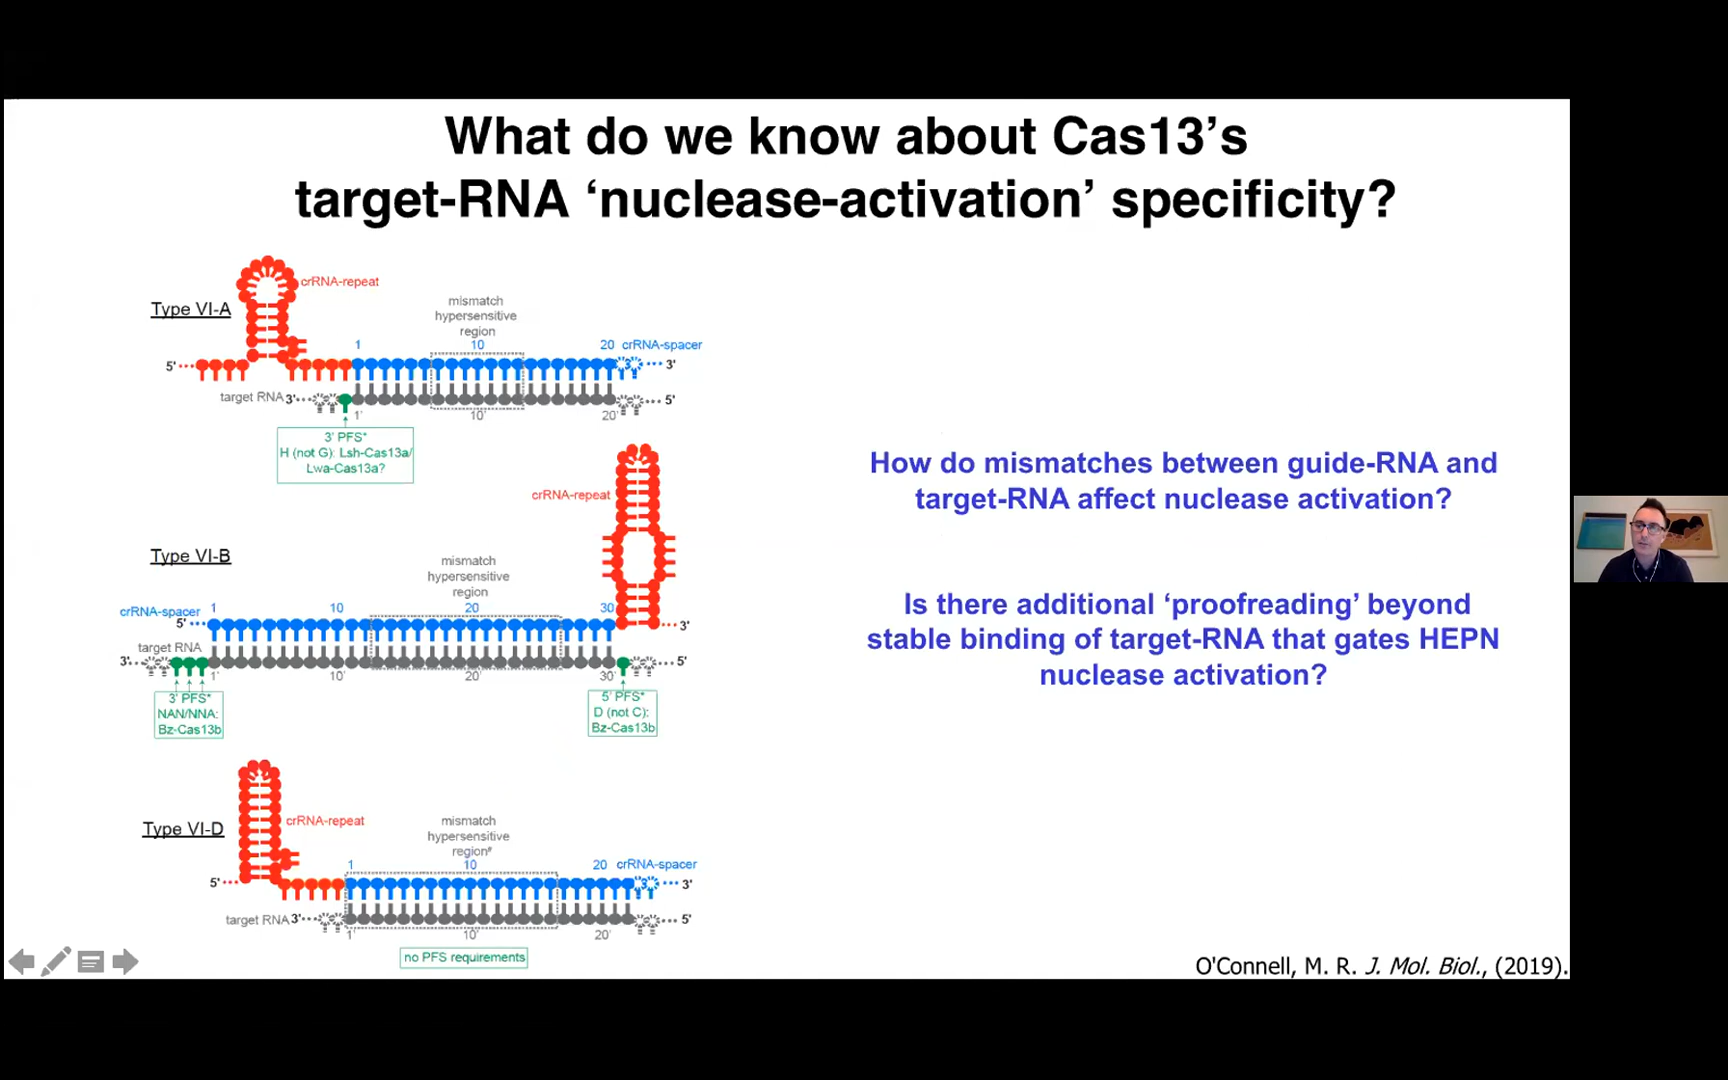 What do we know about Cas13’s
target-RNA ‘nuclease-activation’ specificity?
Type VI-A
crRNA-repeat
mismatch
hypersensitive
region
1
10
20
crRNA-spacer
5'
3'
target RNA
3'
1'
10'
20'
5'
3' PFS*
H (not G): Lsh-Cas13a/
Lwa-Cas13a?
Type VI-B
crRNA-repeat
mismatch
hypersensitive
region
crRNA-spacer
1
10
20
30
5'
3'
target RNA
3'
1'
10'
20'
30'
5'
3' PFS*
NAN/NNA:
Bz-Cas13b
5' PFS*
D (not C):
Bz-Cas13b
Type VI-D
crRNA-repeat
mismatch
hypersensitive
region#
1
10
20
crRNA-spacer
5'
3'
target RNA
3'
1'
10'
20'
5'
no PFS requirements
How do mismatches between guide-RNA and
target-RNA affect nuclease activation?
Is there additional ‘proofreading’ beyond
stable binding of target-RNA that gates HEPN
nuclease activation?
O'Connell, M. R. J. Mol. Biol., (2019).